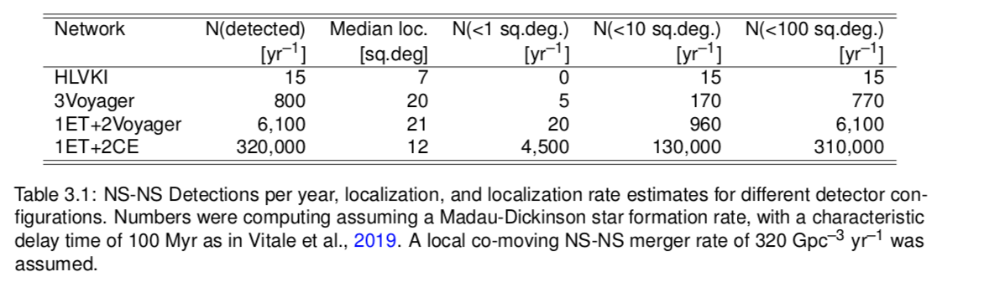 Network N(detected) Median loc. N(<1 sq.deg.) N(<10 sq.deg.) N(<100 sq.deg.)
[yr⁻¹] [sq.deg] [yr⁻¹] [yr⁻¹] [yr⁻¹]
HLVKI 15 7 0 15 15
3Voyager 800 20 5 170 770
1ET+2Voyager 6,100 21 20 960 6,100
1ET+2CE 320,000 12 4,500 130,000 310,000
Table 3.1: NS-NS Detections per year, localization, and localization rate estimates for different detector con-
figurations. Numbers were computing assuming a Madau-Dickinson star formation rate, with a characteristic
delay time of 100 Myr as in Vitale et al., 2019. A local co-moving NS-NS merger rate of 320 Gpc⁻³ yr⁻¹ was
assumed.